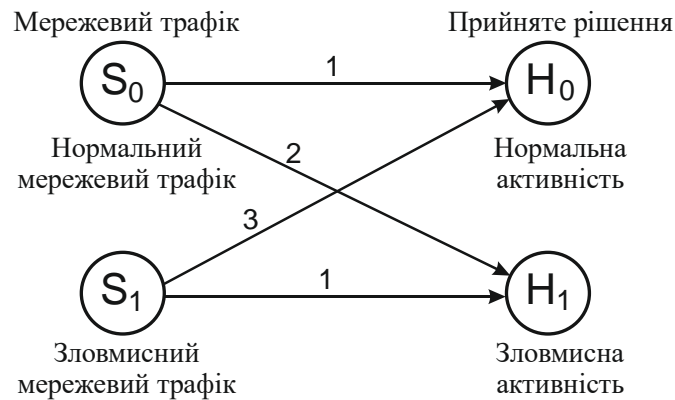 Мережевий трафік
Прийняте рішення
S₀
1
H₀
Нормальний
мережевий трафік
2
Нормальна
активність
3
S₁
1
H₁
Зловмисний
мережевий трафік
Зловмисна
активність